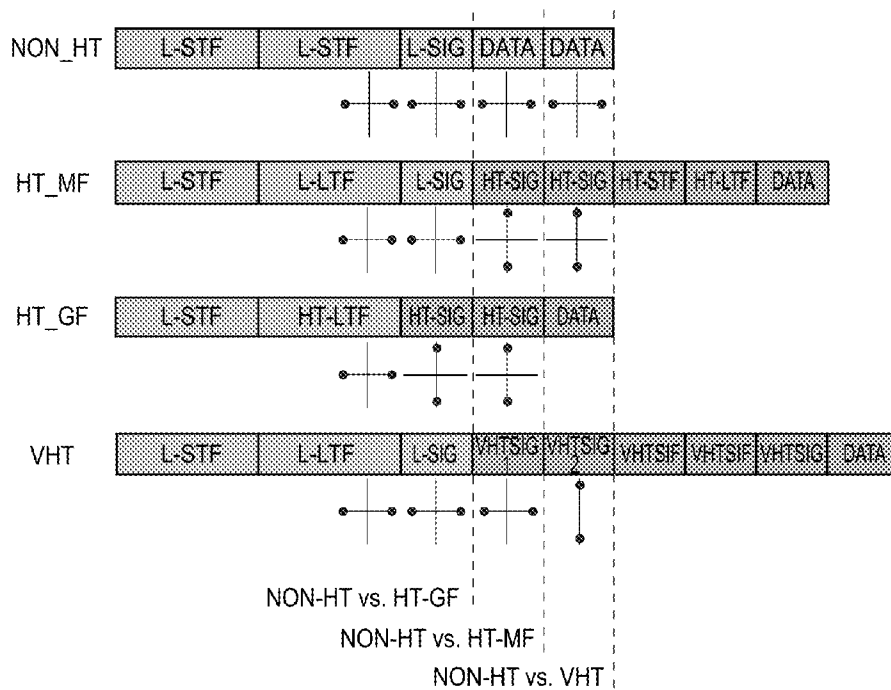 NON_HT L-STF L-STF L-SIG DATA DATA
HT_MF L-STF L-LTF L-SIG HT-SIG HT-SIG HT-STF HT-LTF DATA
HT_GF L-STF HT-LTF HT-SIG HT-SIG DATA
VHT L-STF L-LTF L-SIG VHTSIG VHTSIG VHTSIF VHTSIF VHTSIG DATA
NON-HT vs. HT-GF
NON-HT vs. HT-MF
NON-HT vs. VHT